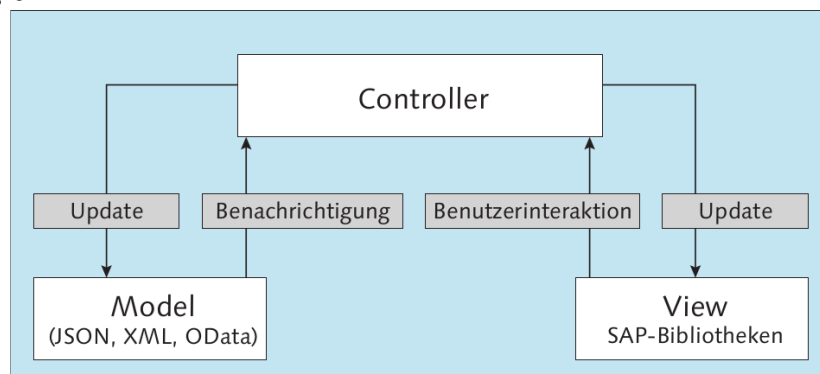 Controller
Update
Benachrichtigung
Benutzerinteraktion
Update
Model
(JSON, XML, OData)
View
SAP-Bibliotheken